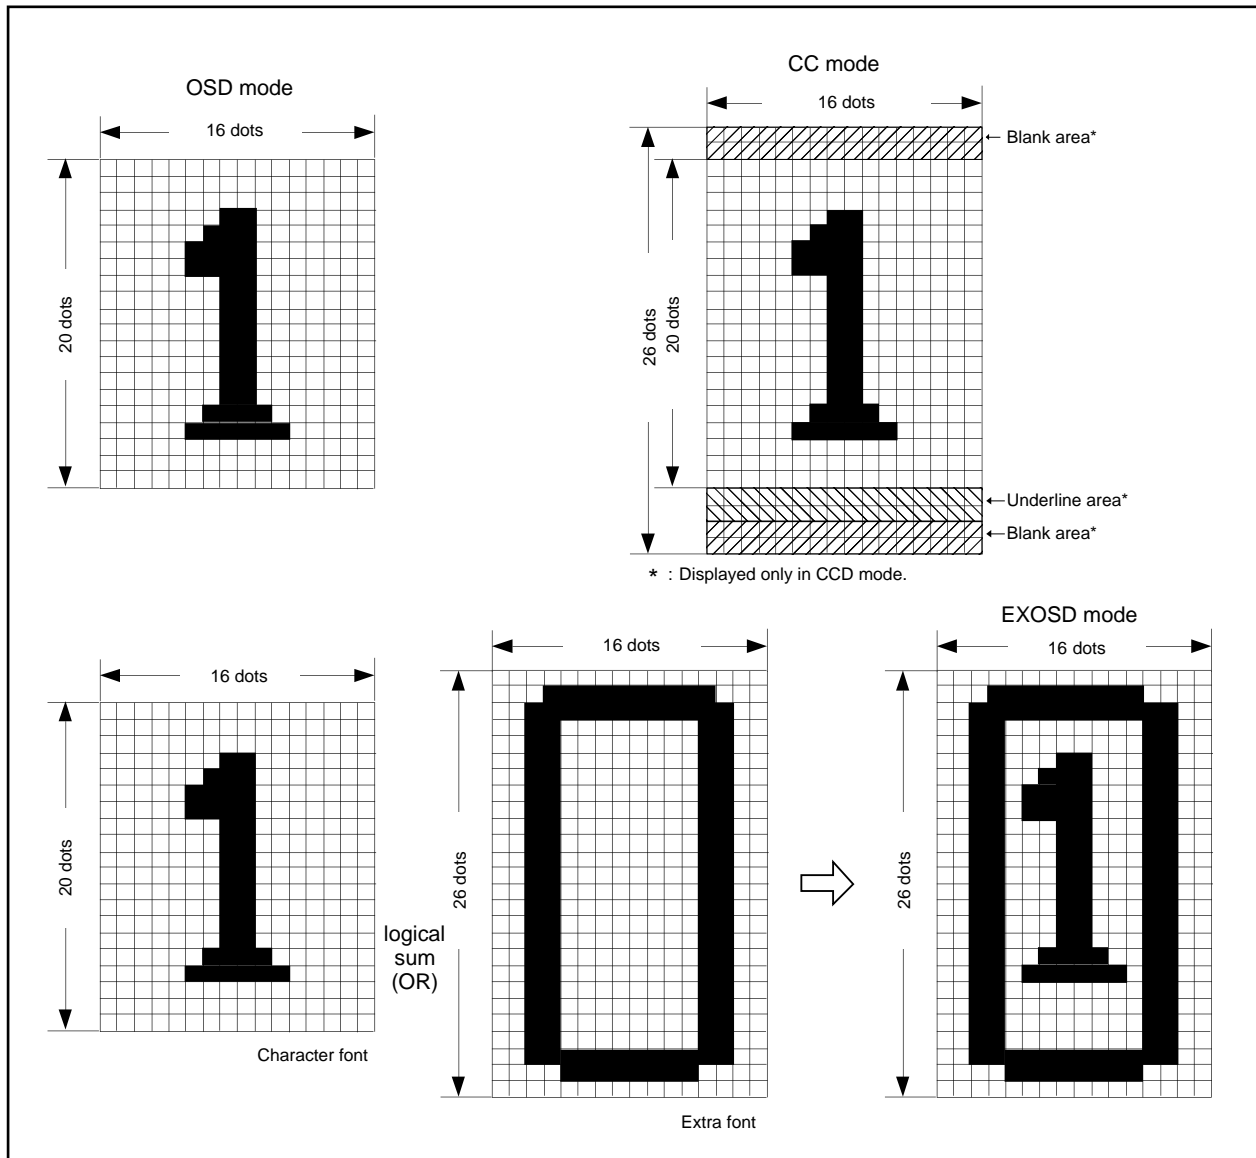 OSD mode
16 dots
20 dots
CC mode
16 dots
26 dots
20 dots
Blank area*
Underline area*
Blank area*
* : Displayed only in CCD mode.
16 dots
20 dots
Character font
logical
sum
(OR)
16 dots
26 dots
Extra font
EXOSD mode
16 dots
26 dots